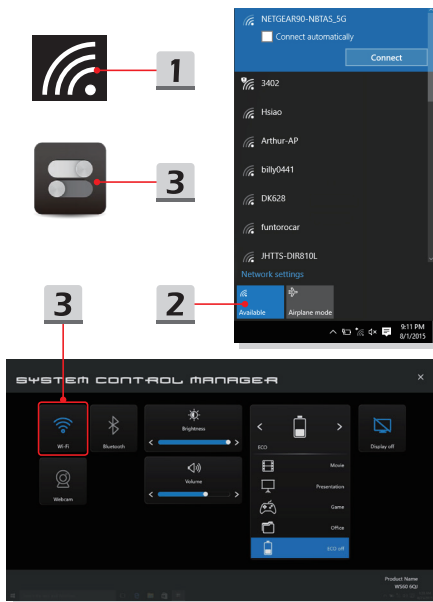 1
3
3
2
NETGEAR90-NBTAS_5G
Connect automatically
Connect
3402
Hsiao
Arthur-AP
billy0441
DK628
funtorocar
JHTTS-DIR810L
Network settings
Available
Airplane mode
9:11 PM
8/1/2015
SYSTEM CONTROL MANAGER
Wi-Fi
Bluetooth
Brightness
ECO
Display off
Webcam
Volume
Movie
Presentation
Game
Office
ECO off
Product Name
WS60 6QJ